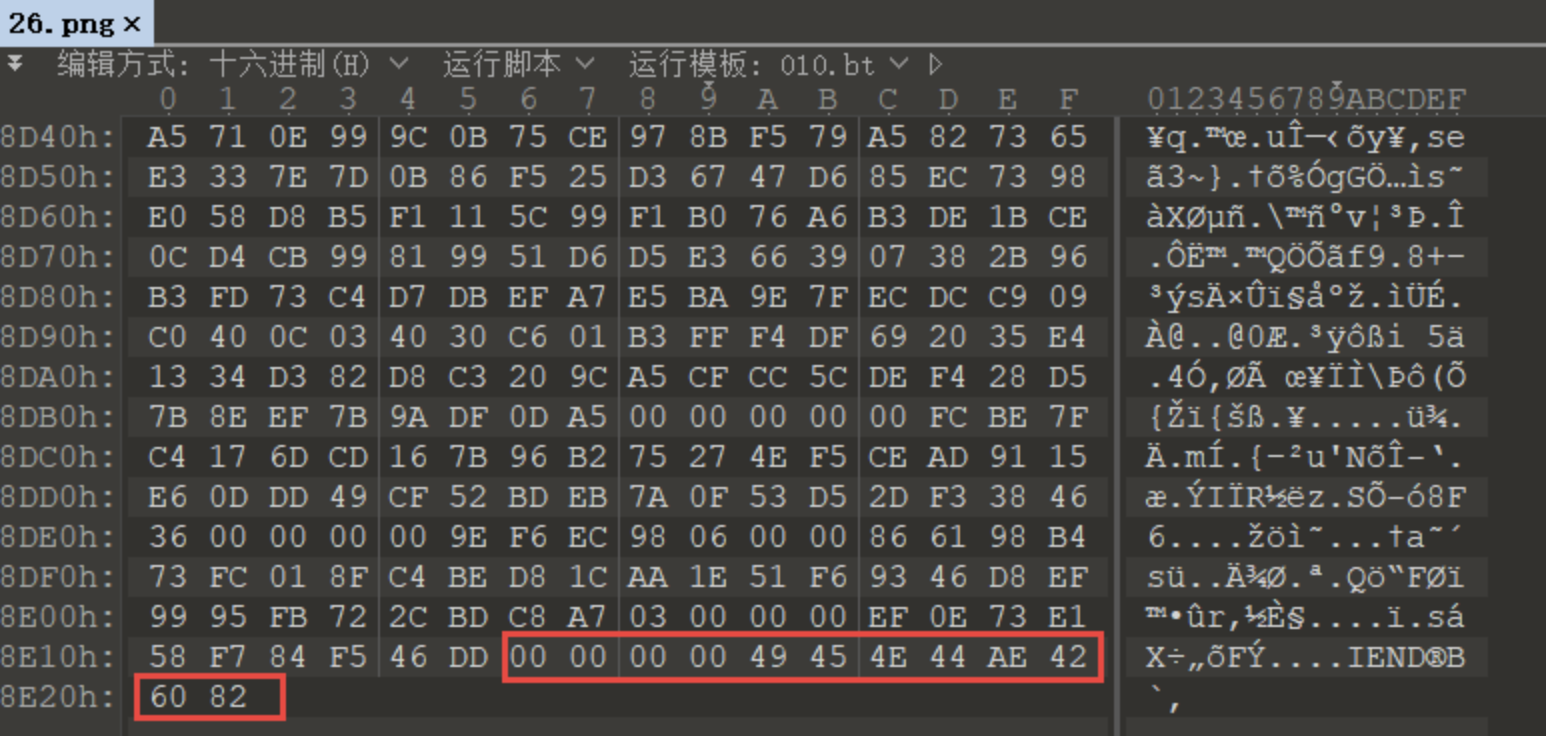 26.png ×
编辑方式: 十六进制(H) 运行脚本 运行模板: 010.bt
0 1 2 3 4 5 6 7 8 9 A B C D E F 0123456789ABCDEF
8D40h: A5 71 0E 99 9C 0B 75 CE 97 8B F5 79 A5 82 73 65 ¥q.™œ.uÎ—‹õy¥‚se
8D50h: E3 33 7E 7D 0B 86 F5 25 D3 67 47 D6 85 EC 73 98 ã3~}.†õ%ÓgGÖ…ìs˜
8D60h: E0 58 D8 B5 F1 11 5C 99 F1 B0 76 A6 B3 DE 1B CE àXØµñ.\™ñ°v¦³Þ.Î
8D70h: 0C D4 CB 99 81 99 51 D6 D5 E3 66 39 07 38 2B 96 .ÔË™.™QÖÕãf9.8+–
8D80h: B3 FD 73 C4 D7 DB EF A7 E5 BA 9E 7F EC DC C9 09 ³ýsÄ×Ûï§åºž.ìÜÉ.
8D90h: C0 40 0C 03 40 30 C6 01 B3 FF F4 DF 69 20 35 E4 À@..@0Æ.³ÿôßi 5ä
8DA0h: 13 34 D3 82 D8 C3 20 9C A5 CF CC 5C DE F4 28 D5 .4Ó‚ØÃ œ¥ÏÌ\Þô(Õ
8DB0h: 7B 8E EF 7B 9A DF 0D A5 00 00 00 00 00 FC BE 7F {Žï{šß.¥.....ü¾.
8DC0h: C4 17 6D CD 16 7B 96 B2 75 27 4E F5 CE AD 91 15 Ä.mÍ.{–²u'NõÎ-‘.
8DD0h: E6 0D DD 49 CF 52 BD EB 7A 0F 53 D5 2D F3 38 46 æ.ÝIÏR½ëz.SÕ-ó8F
8DE0h: 36 00 00 00 00 9E F6 EC 98 06 00 00 86 61 98 B4 6....žöì˜...†a˜´
8DF0h: 73 FC 01 8F C4 BE D8 1C AA 1E 51 F6 93 46 D8 EF sü..Ä¾Ø.ª.Qö“FØï
8E00h: 99 95 FB 72 2C BD C8 A7 03 00 00 00 EF 0E 73 E1 ™•ûr,½È§....ï.sá
8E10h: 58 F7 84 F5 46 DD 00 00 00 00 49 45 4E 44 AE 42 X÷„õFÝ....IEND®B
8E20h: 60 82 `‚